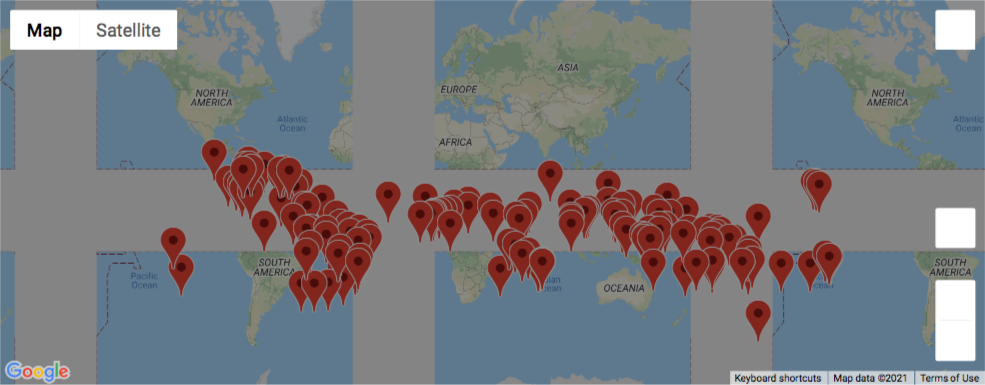 Map Satellite
NORTH
AMERICA
Atlantic
Ocean
EUROPE
ASIA
AFRICA
NORTH
AMERICA
Atlantic
Ocean
Pacific
Ocean
SOUTH
AMERICA
OCEANIA
SOUTH
AMERICA
Google
Keyboard shortcuts Map data ©2021 Terms of Use